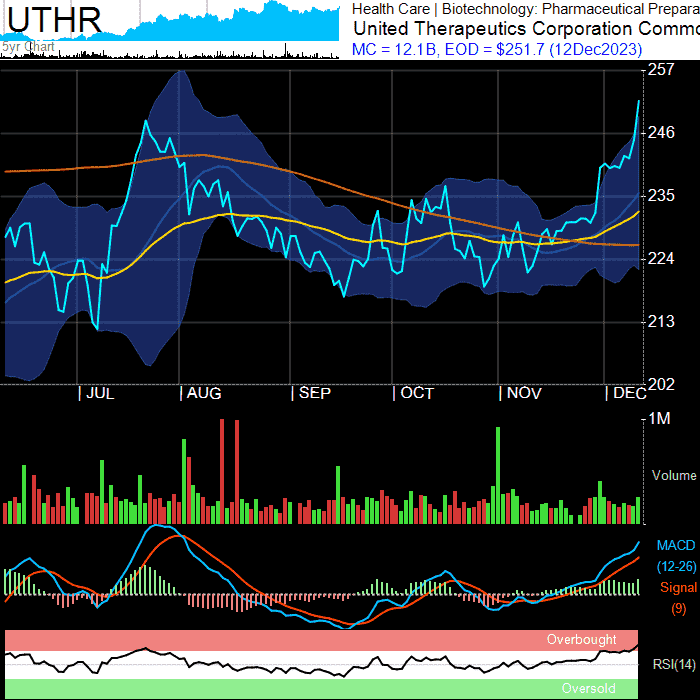 UTHR
5yr Chart
Health Care | Biotechnology: Pharmaceutical Prepara
United Therapeutics Corporation Commo
MC = 12.1B, EOD = $251.7 (12Dec2023)
257
246
235
224
213
202
| JUL | AUG | SEP | OCT | NOV | DEC
1M
Volume
MACD
(12-26)
Signal
(9)
Overbought
RSI(14)
Oversold